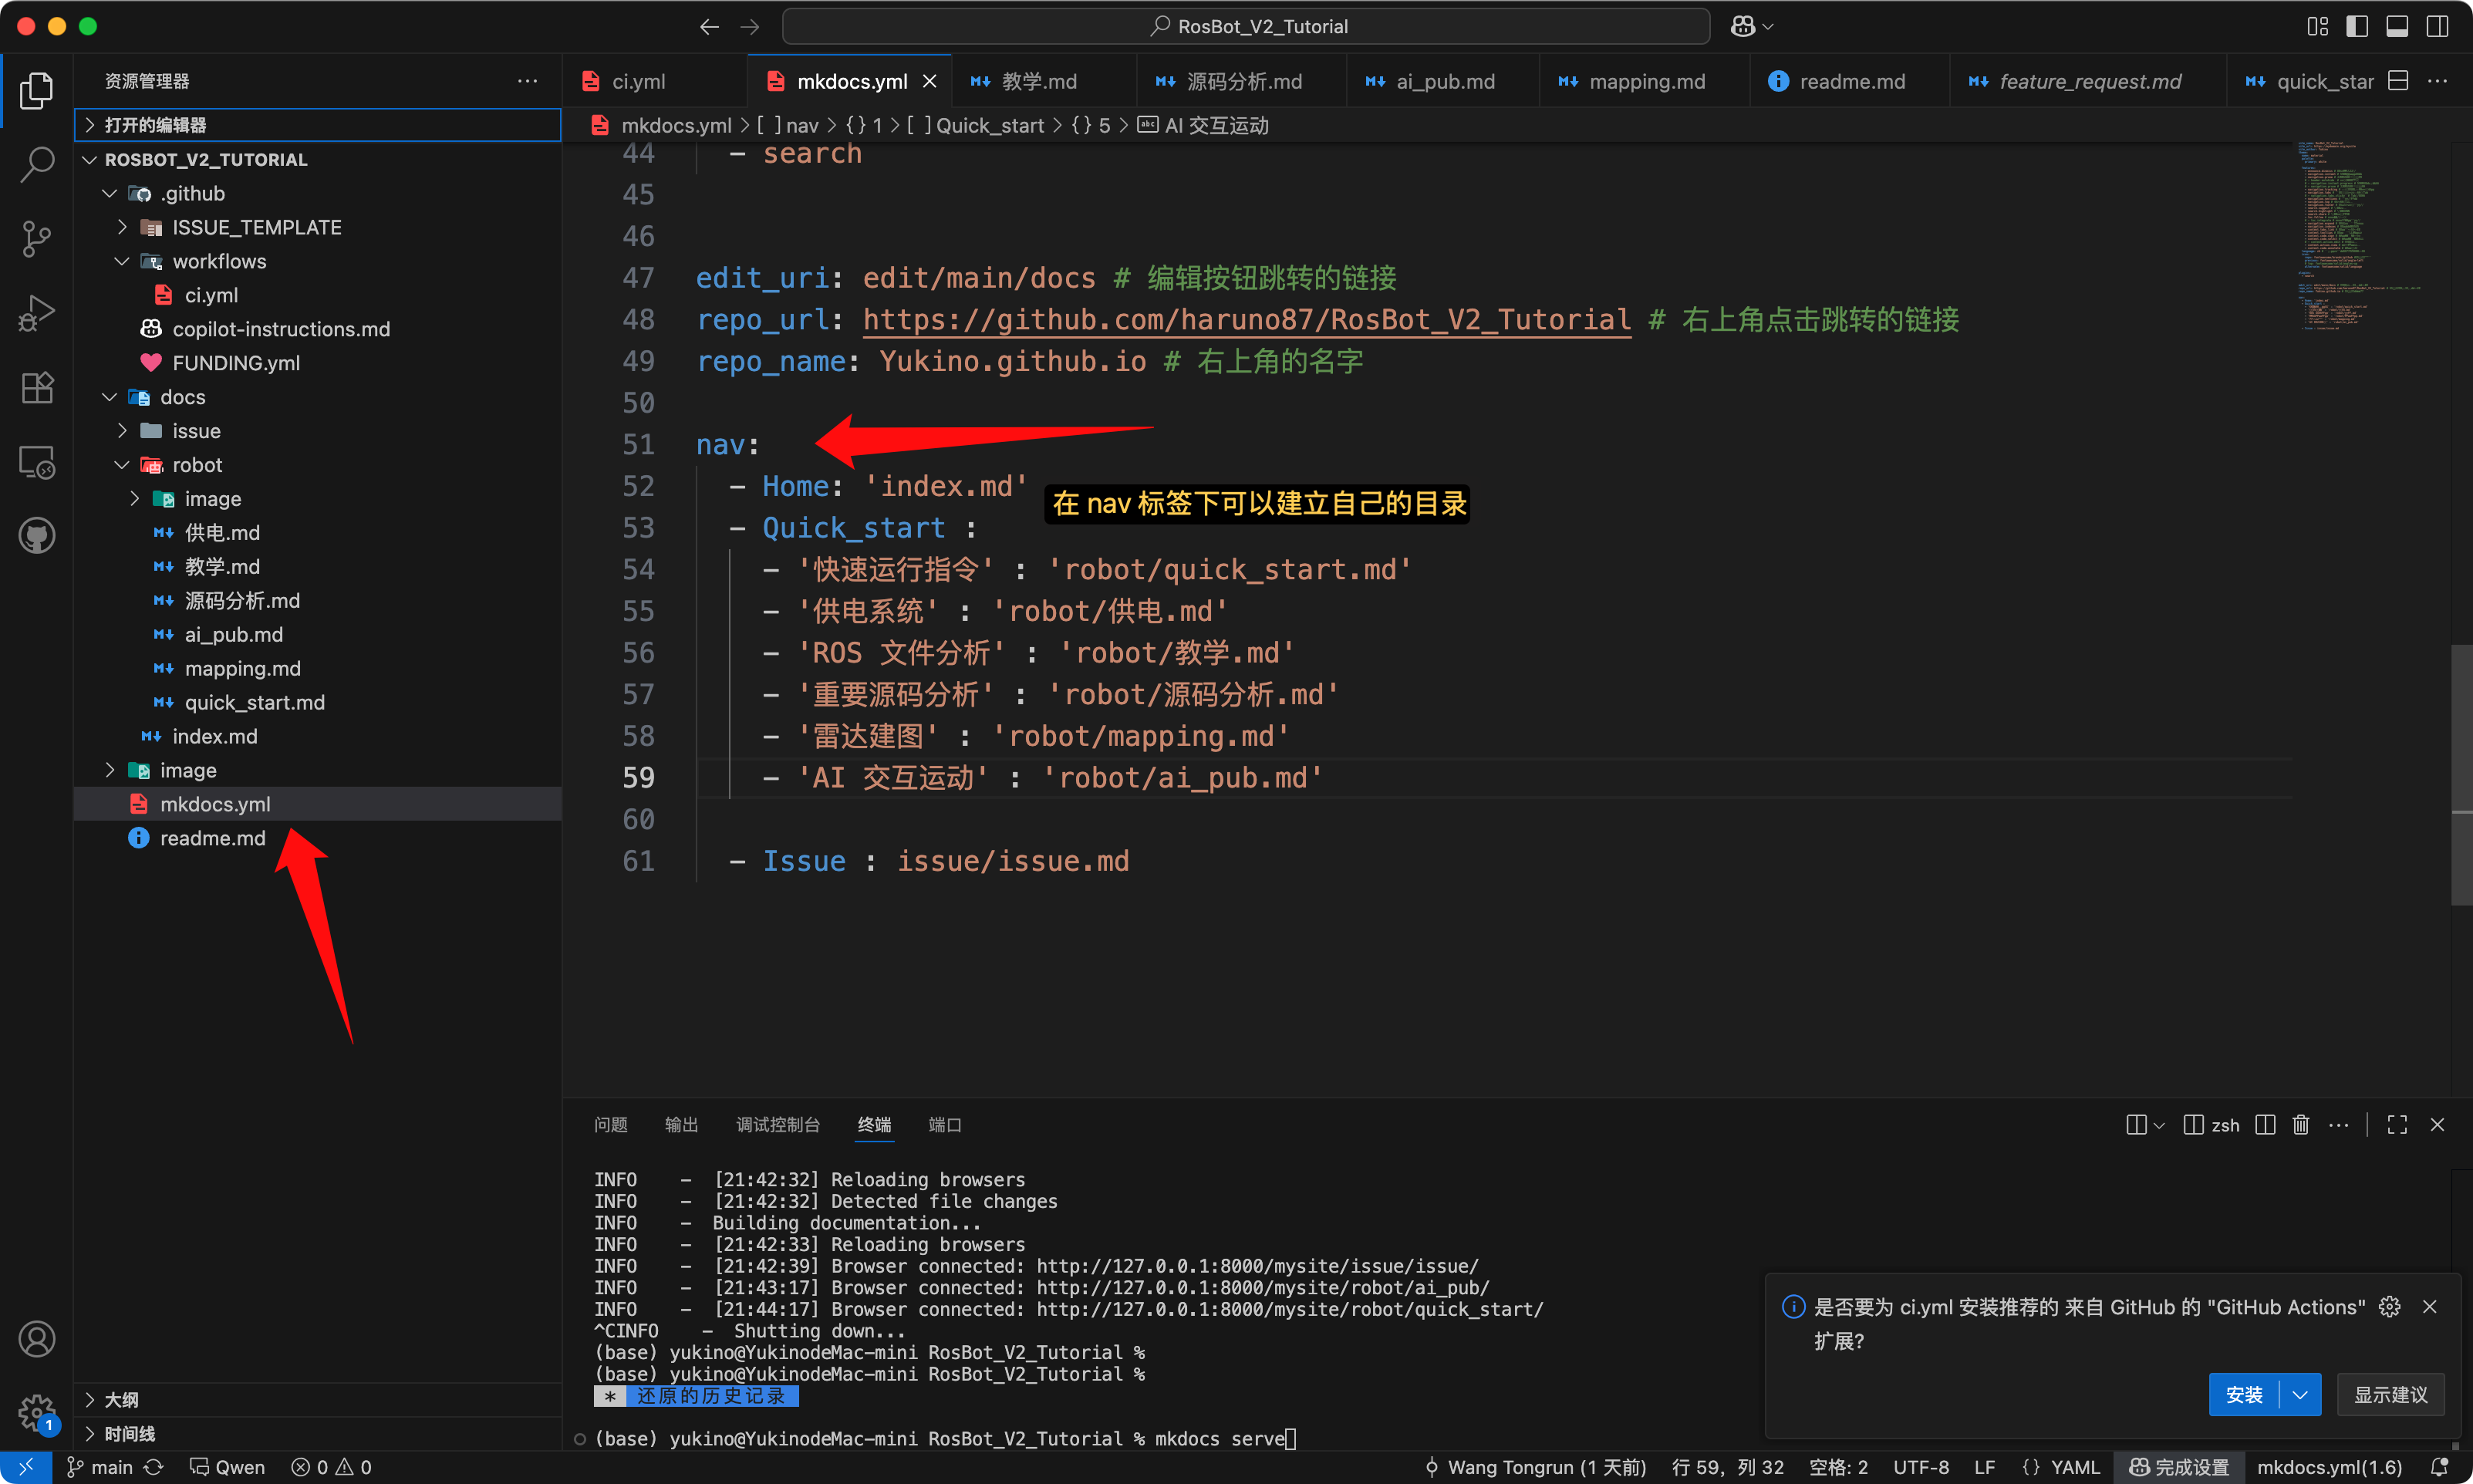 RosBot_V2_Tutorial
资源管理器
ci.yml
mkdocs.yml
教学.md
源码分析.md
ai_pub.md
mapping.md
readme.md
feature_request.md
quick_star
打开的编辑器
mkdocs.yml > [ ] nav > {} 1 > [ ] Quick_start > {} 5 > abc AI 交互运动
ROSBOT_V2_TUTORIAL
.github
ISSUE_TEMPLATE
workflows
ci.yml
copilot-instructions.md
FUNDING.yml
docs
issue
robot
image
供电.md
教学.md
源码分析.md
ai_pub.md
mapping.md
quick_start.md
index.md
image
mkdocs.yml
readme.md
大纲
时间线
44 - search
45
46
47 edit_uri: edit/main/docs # 编辑按钮跳转的链接
48 repo_url: https://github.com/haruno87/RosBot_V2_Tutorial # 右上角点击跳转的链接
49 repo_name: Yukino.github.io # 右上角的名字
50
51 nav:
52 - Home: 'index.md'
在 nav 标签下可以建立自己的目录
53 - Quick_start :
54 - '快速运行指令' : 'robot/quick_start.md'
55 - '供电系统' : 'robot/供电.md'
56 - 'ROS 文件分析' : 'robot/教学.md'
57 - '重要源码分析' : 'robot/源码分析.md'
58 - '雷达建图' : 'robot/mapping.md'
59 - 'AI 交互运动' : 'robot/ai_pub.md'
60
61 - Issue : issue/issue.md
问题 输出 调试控制台 终端 端口
zsh
INFO - [21:42:32] Reloading browsers
INFO - [21:42:32] Detected file changes
INFO - Building documentation...
INFO - [21:42:33] Reloading browsers
INFO - [21:42:39] Browser connected: http://127.0.0.1:8000/mysite/issue/issue/
INFO - [21:43:17] Browser connected: http://127.0.0.1:8000/mysite/robot/ai_pub/
INFO - [21:44:17] Browser connected: http://127.0.0.1:8000/mysite/robot/quick_start/
^CINFO - Shutting down...
(base) yukino@YukinodeMac-mini RosBot_V2_Tutorial %
(base) yukino@YukinodeMac-mini RosBot_V2_Tutorial %
* 还原的历史记录
(base) yukino@YukinodeMac-mini RosBot_V2_Tutorial % mkdocs serve
是否要为 ci.yml 安装推荐的 来自 GitHub 的 "GitHub Actions"
扩展?
安装
显示建议
1
main
Qwen
0 0
Wang Tongrun (1 天前)
行 59，列 32
空格: 2
UTF-8
LF
{} YAML
完成设置
mkdocs.yml(1.6)